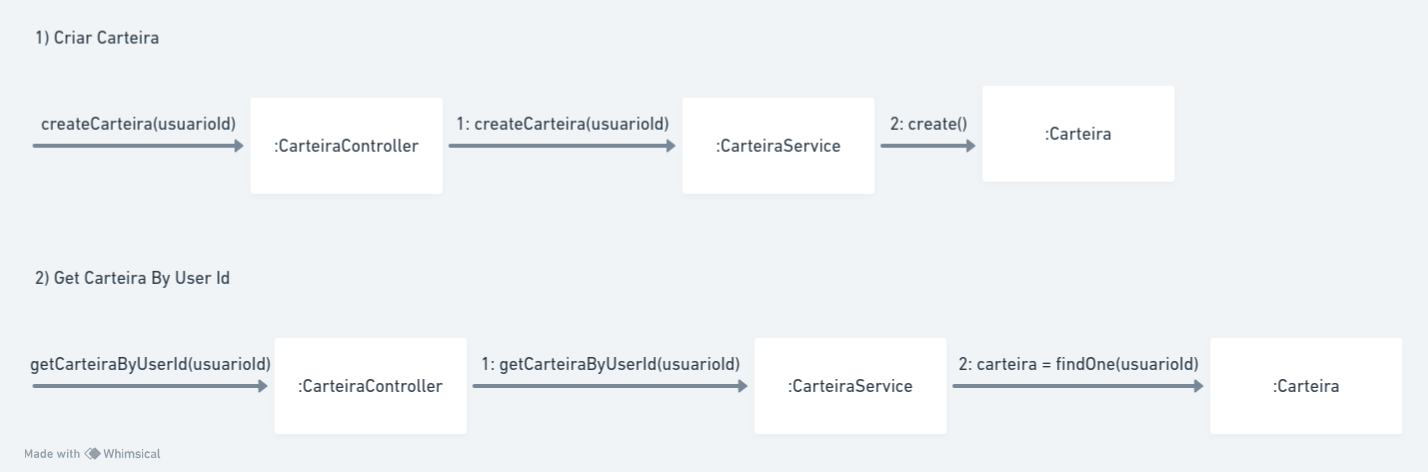 1) Criar Carteira
createCarteira(usuarioId)
:CarteiraController
1: createCarteira(usuarioId)
:CarteiraService
2: create()
:Carteira
2) Get Carteira By User Id
getCarteiraByUserId(usuarioId)
:CarteiraController
1: getCarteiraByUserId(usuarioId)
:CarteiraService
2: carteira = findOne(usuarioId)
:Carteira
Made with Whimsical